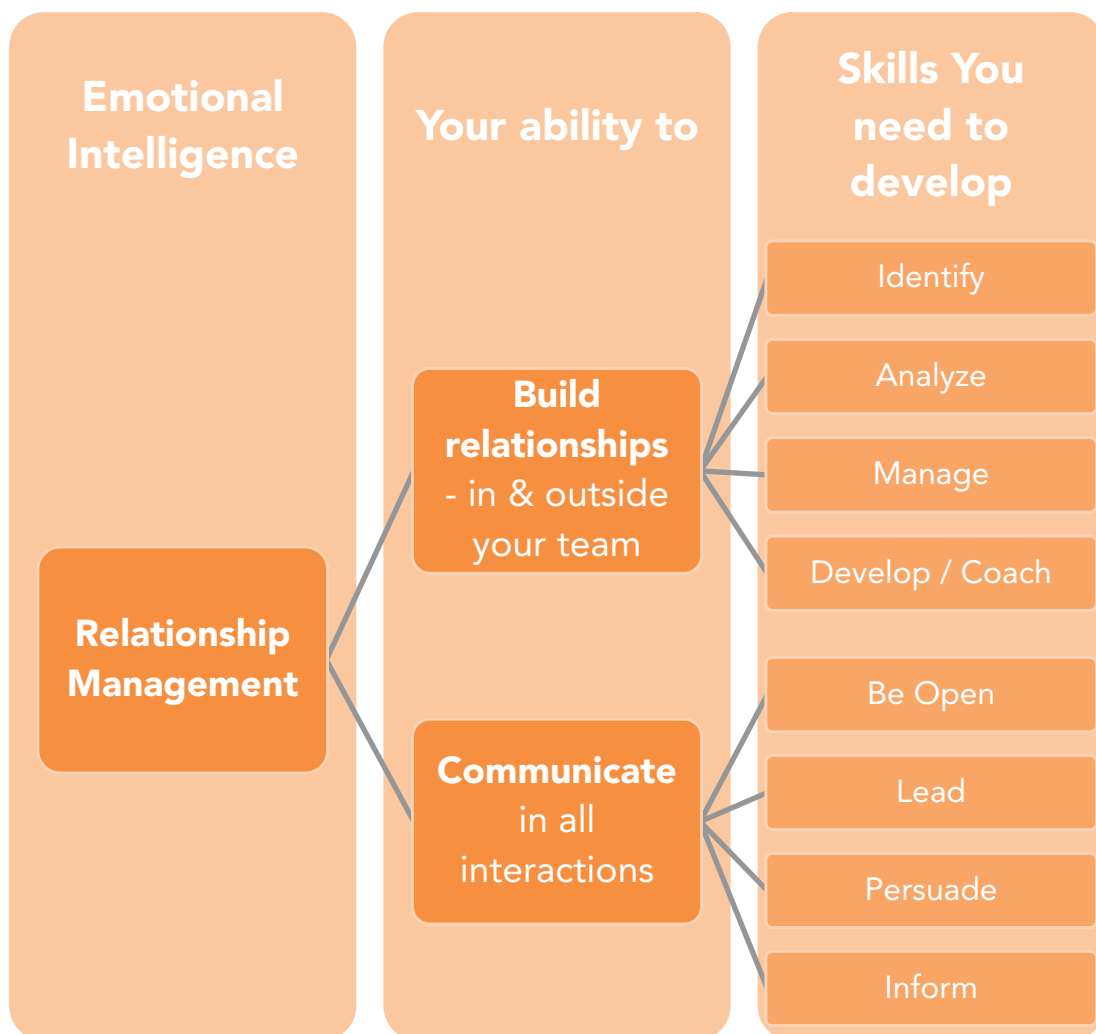 Emotional
Intelligence
Your ability to
Skills You
need to
develop
Relationship
Management
Build
relationships
- in & outside
your team
Communicate
in all
interactions
Identify
Analyze
Manage
Develop / Coach
Be Open
Lead
Persuade
Inform